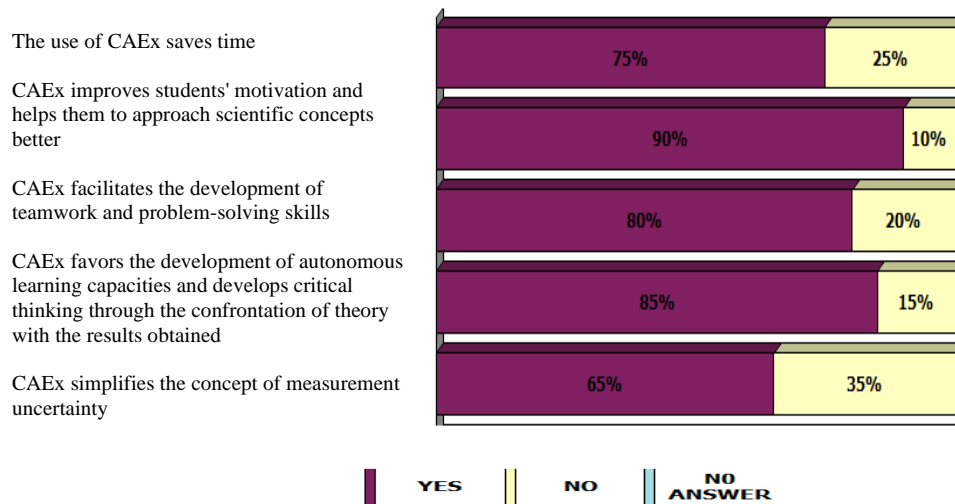 The use of CAEx saves time
75% 25%
CAEx improves students' motivation and
helps them to approach scientific concepts
better
90% 10%
CAEx facilitates the development of
teamwork and problem-solving skills
80% 20%
CAEx favors the development of autonomous
learning capacities and develops critical
thinking through the confrontation of theory
with the results obtained
85% 15%
CAEx simplifies the concept of measurement
uncertainty
65% 35%
YES NO NO
ANSWER